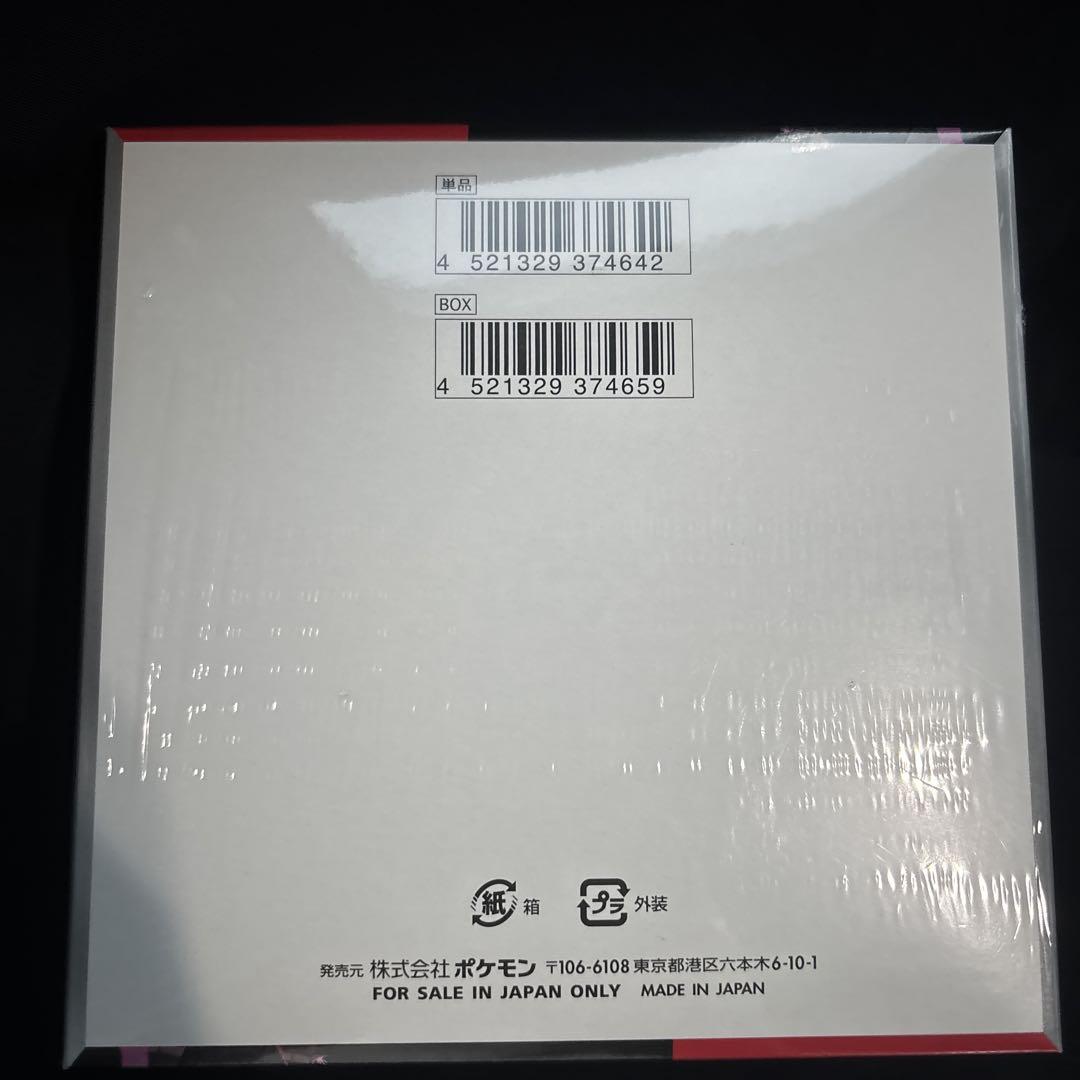 単品
4 521329 374642
BOX
4 521329 374659
紙 箱 プラ 外装
発売元 株式会社 ポケモン 〒106-6108 東京都港区六本木6-10-1
FOR SALE IN JAPAN ONLY MADE IN JAPAN